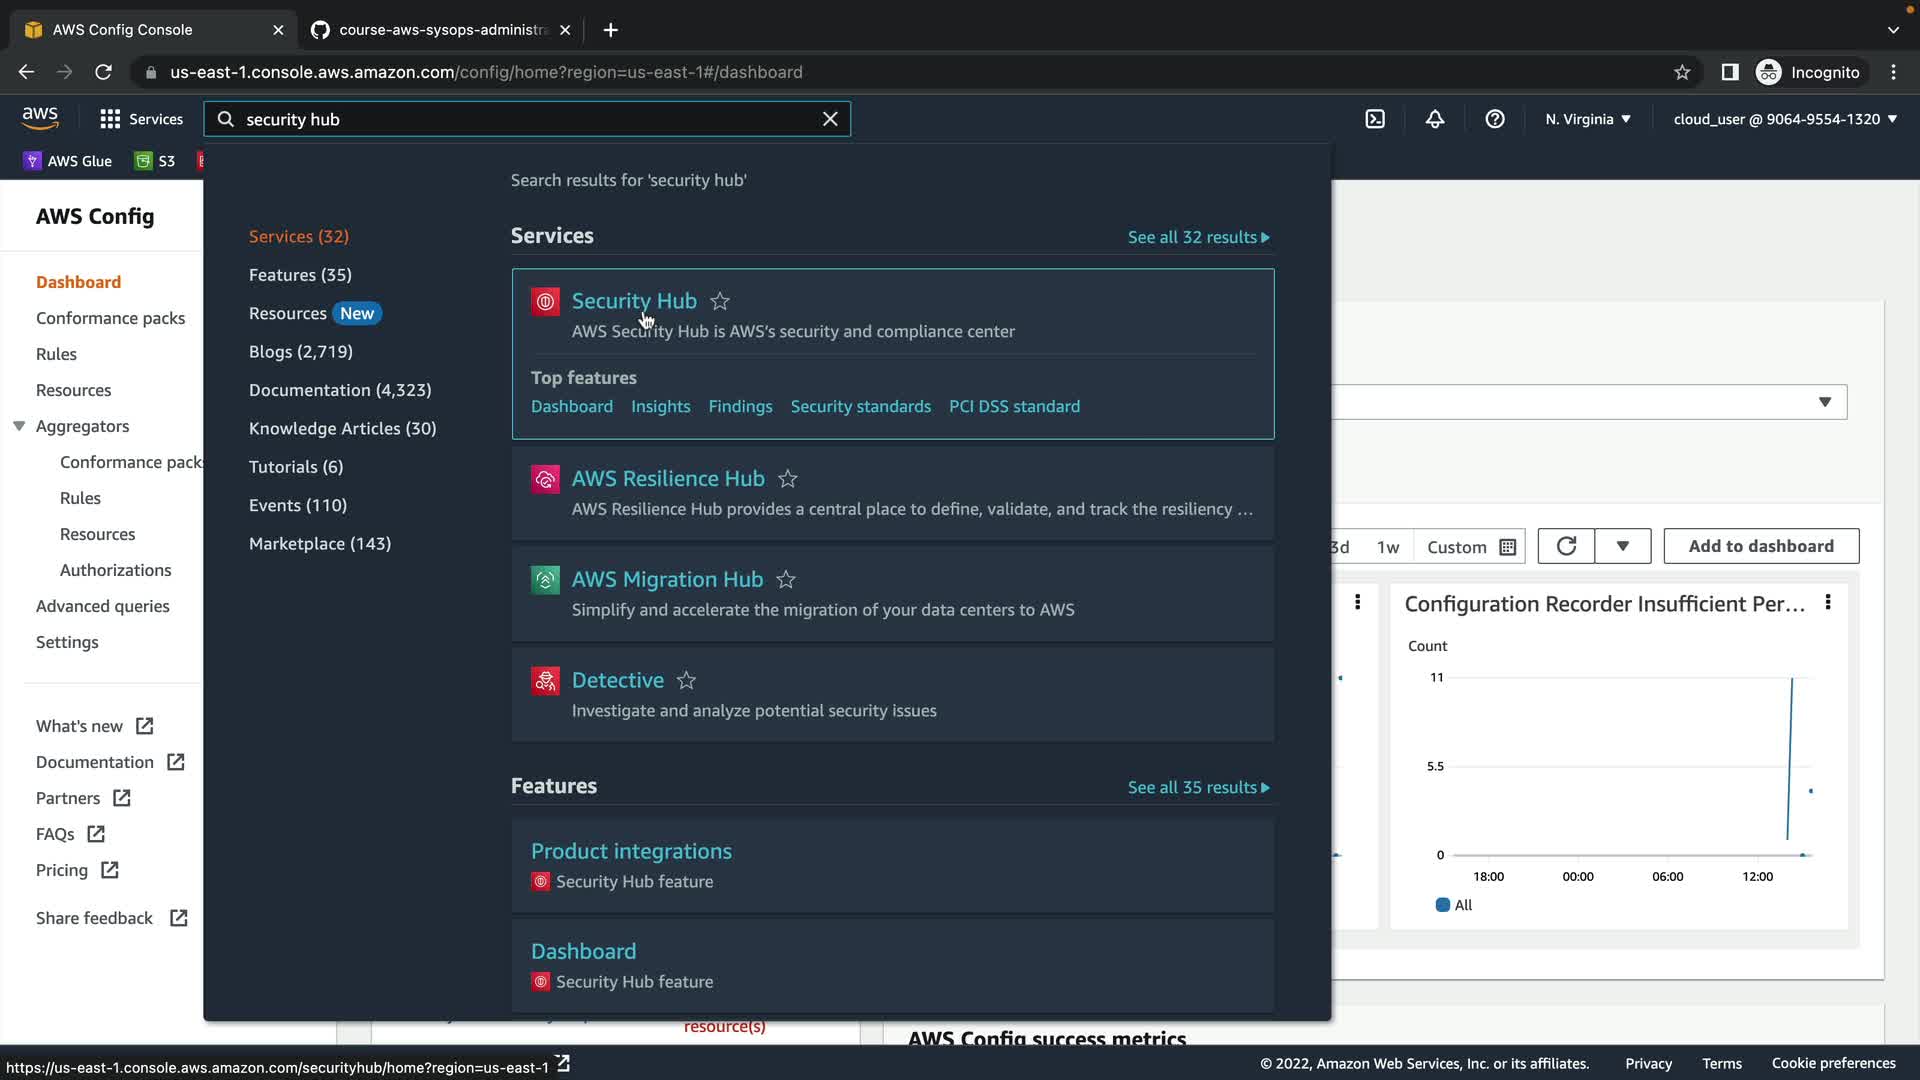 AWS Config Console
course-aws-sysops-administra
us-east-1.console.aws.amazon.com/config/home?region=us-east-1#/dashboard
Incognito
aws
Services
security hub
N. Virginia
cloud_user @ 9064-9554-1320
AWS Glue
S3
AWS Config
Dashboard
Conformance packs
Rules
Resources
Aggregators
Conformance pack
Rules
Resources
Authorizations
Advanced queries
Settings
What's new
Documentation
Partners
FAQs
Pricing
Share feedback
Search results for 'security hub'
Services (32)
Features (35)
Resources New
Blogs (2,719)
Documentation (4,323)
Knowledge Articles (30)
Tutorials (6)
Events (110)
Marketplace (143)
Services
See all 32 results
Security Hub
AWS Security Hub is AWS's security and compliance center
Top features
Dashboard Insights Findings Security standards PCI DSS standard
AWS Resilience Hub
AWS Resilience Hub provides a central place to define, validate, and track the resiliency ...
AWS Migration Hub
Simplify and accelerate the migration of your data centers to AWS
Detective
Investigate and analyze potential security issues
Features
See all 35 results
Product integrations
Security Hub feature
Dashboard
Security Hub feature
3d 1w Custom
Add to dashboard
Configuration Recorder Insufficient Per...
Count
11
5.5
0
18:00 00:00 06:00 12:00
All
resource(s)
AWS Config success metrics
https://us-east-1.console.aws.amazon.com/securityhub/home?region=us-east-1
© 2022, Amazon Web Services, Inc. or its affiliates. Privacy Terms Cookie preferences